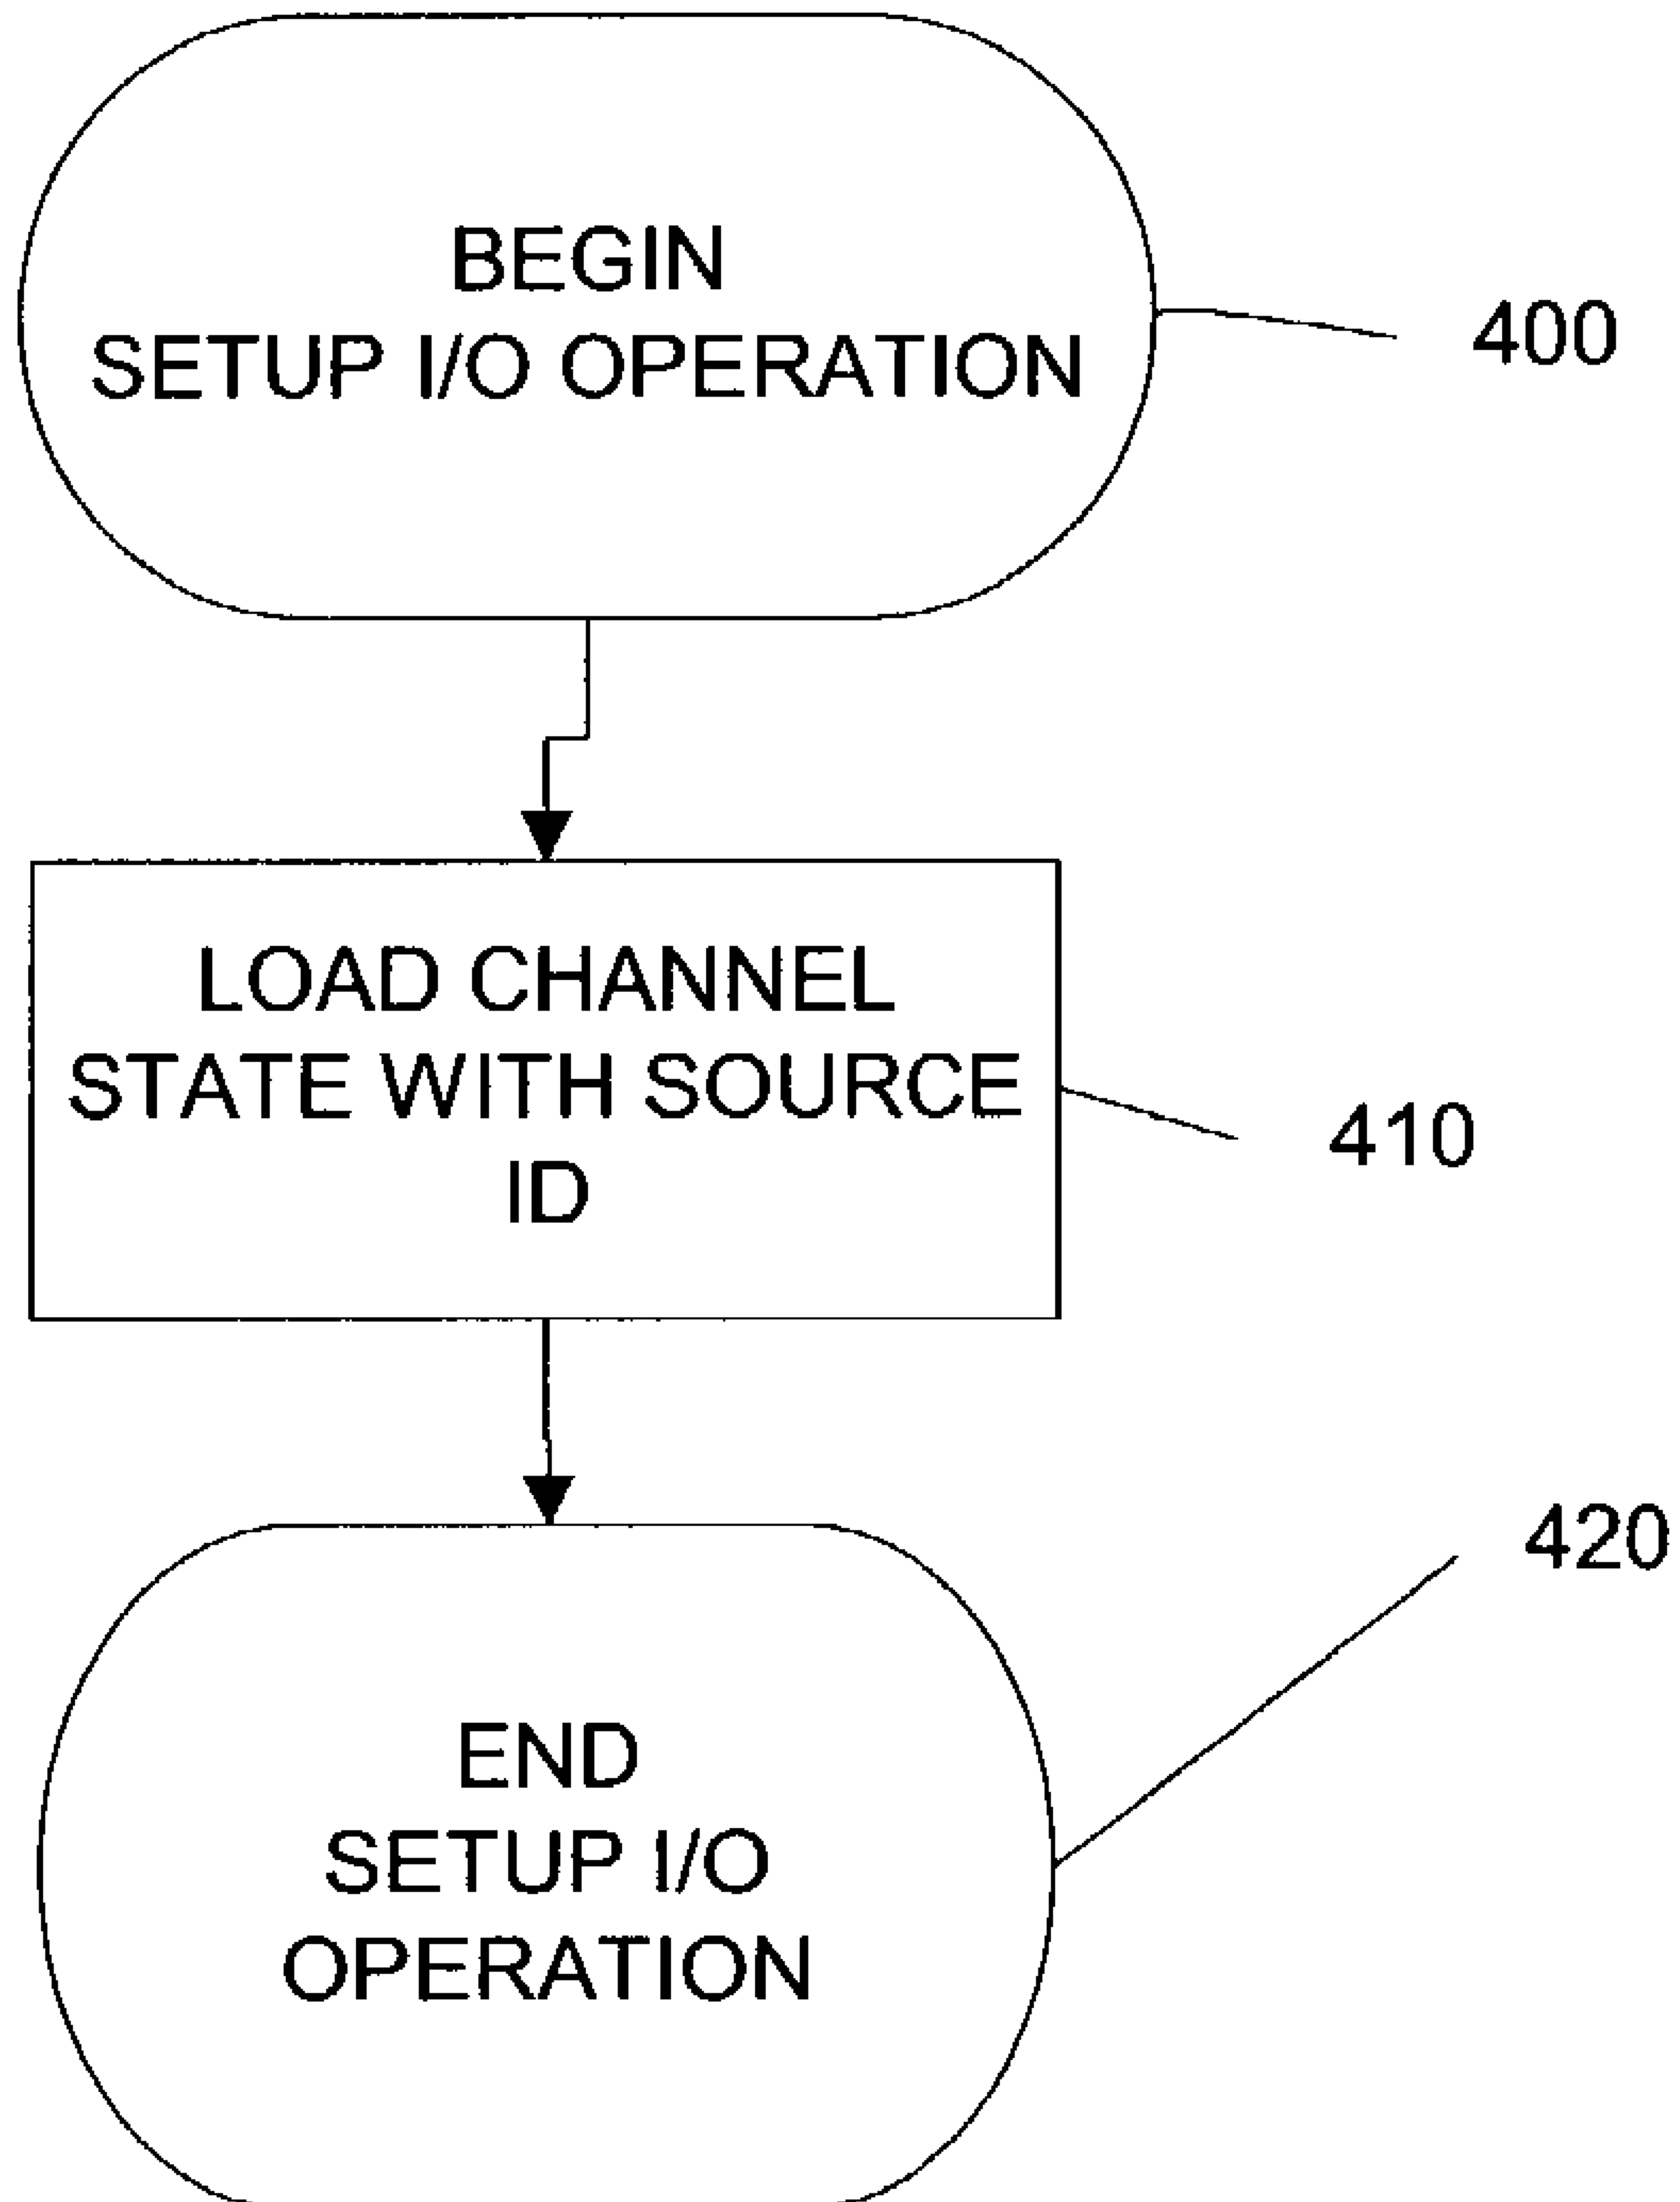 BEGIN
SETUP I/O OPERATION
400
LOAD CHANNEL
STATE WITH SOURCE
ID
410
420
END
SETUP I/O
OPERATION